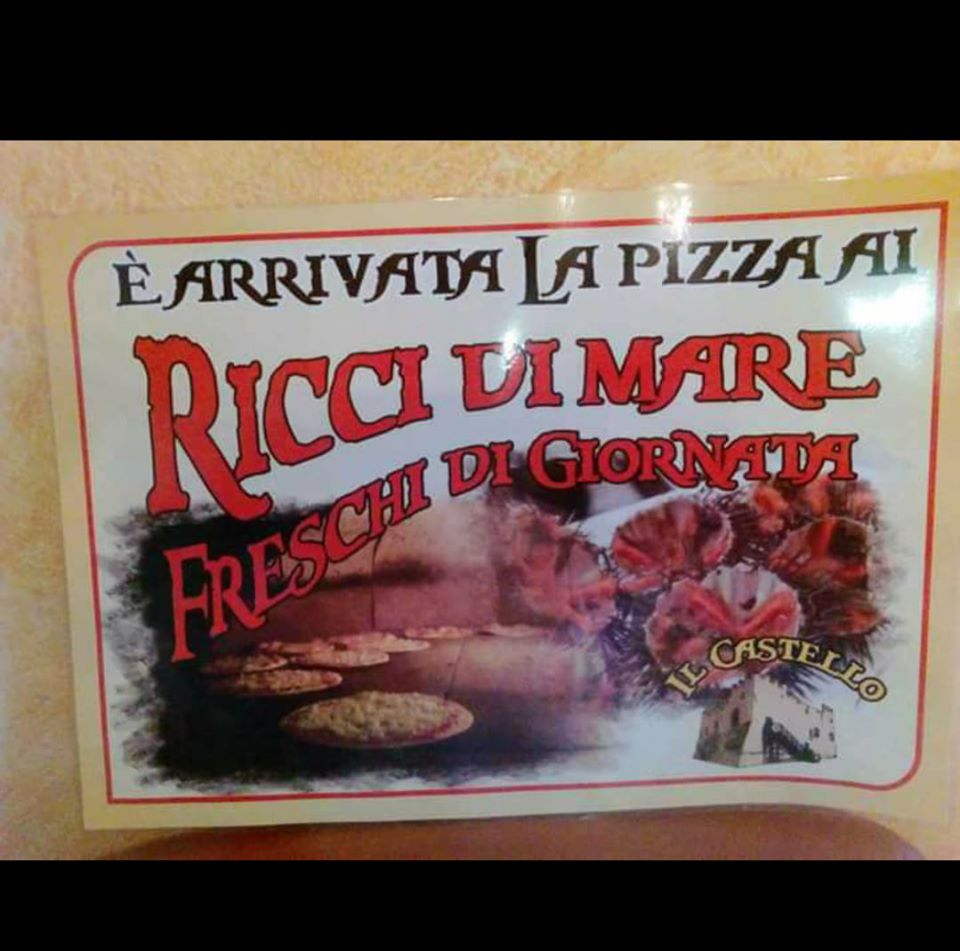 È ARRIVATA LA PIZZA AI
RICCI DI MARE
FRESCHI DI GIORNATA
IL CASTELLO